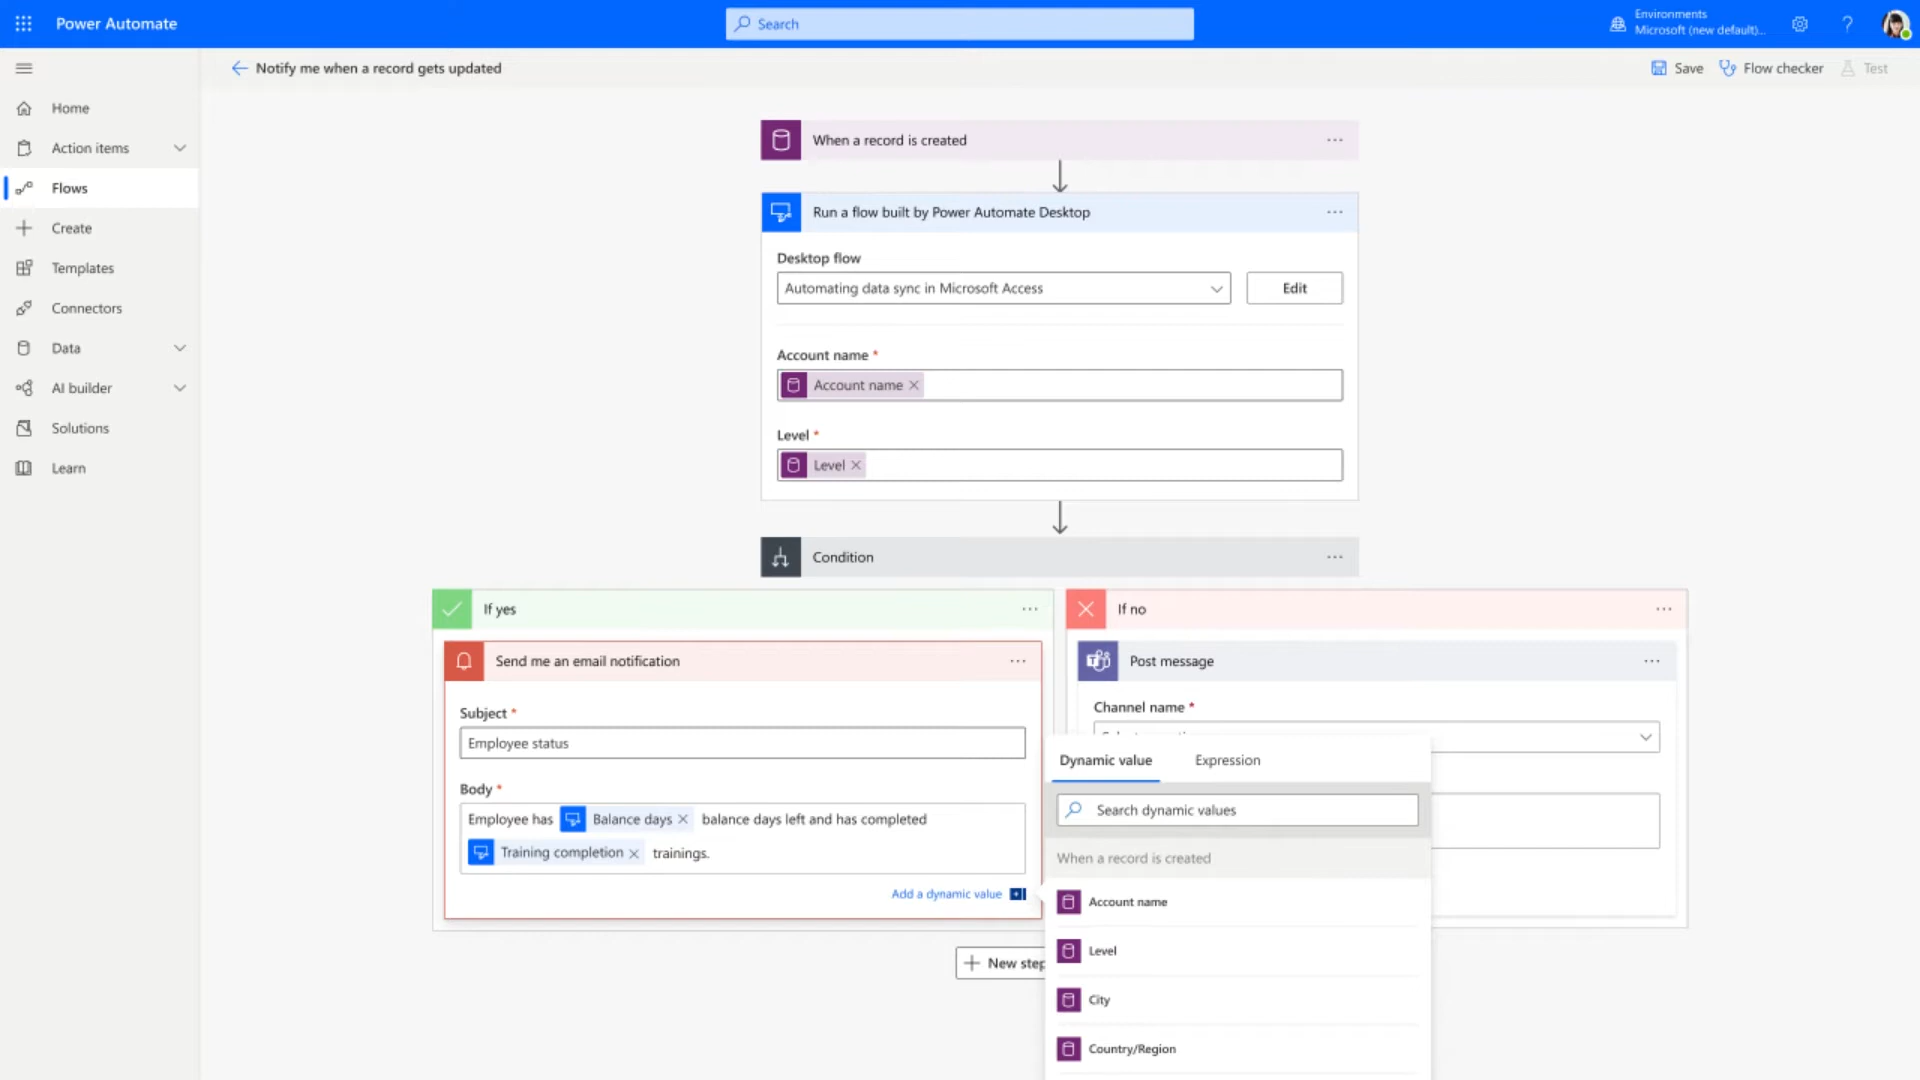 Power Automate
Search
Environments
Microsoft (new default)...
Notify me when a record gets updated
Save
Flow checker
Test
Home
Action items
Flows
Create
Templates
Connectors
Data
AI builder
Solutions
Learn
When a record is created
Run a flow built by Power Automate Desktop
Desktop flow
Automating data sync in Microsoft Access
Edit
Account name *
Account name
Level *
Level
Condition
If yes
Send me an email notification
Subject *
Employee status
Body *
Employee has Balance days balance days left and has completed
Training completion trainings.
Add a dynamic value
New step
If no
Post message
Channel name *
Dynamic value
Expression
Search dynamic values
When a record is created
Account name
Level
City
Country/Region